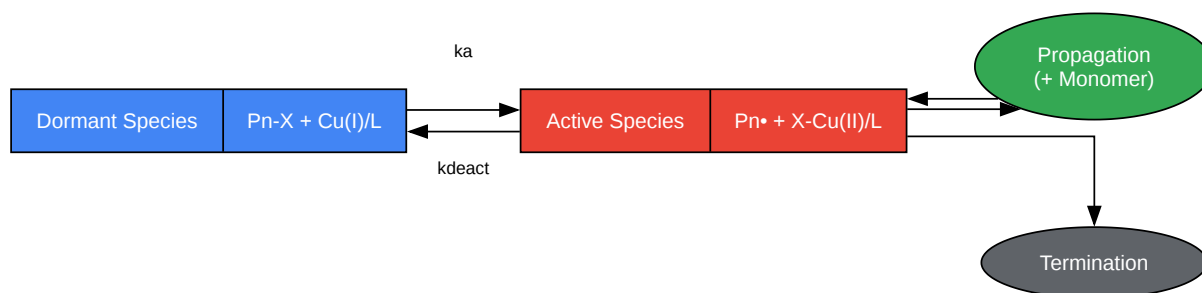 ka
Dormant Species
Pn-X + Cu(I)/L
Active Species
Pn• + X-Cu(II)/L
Propagation
(+ Monomer)
kdeact
Termination